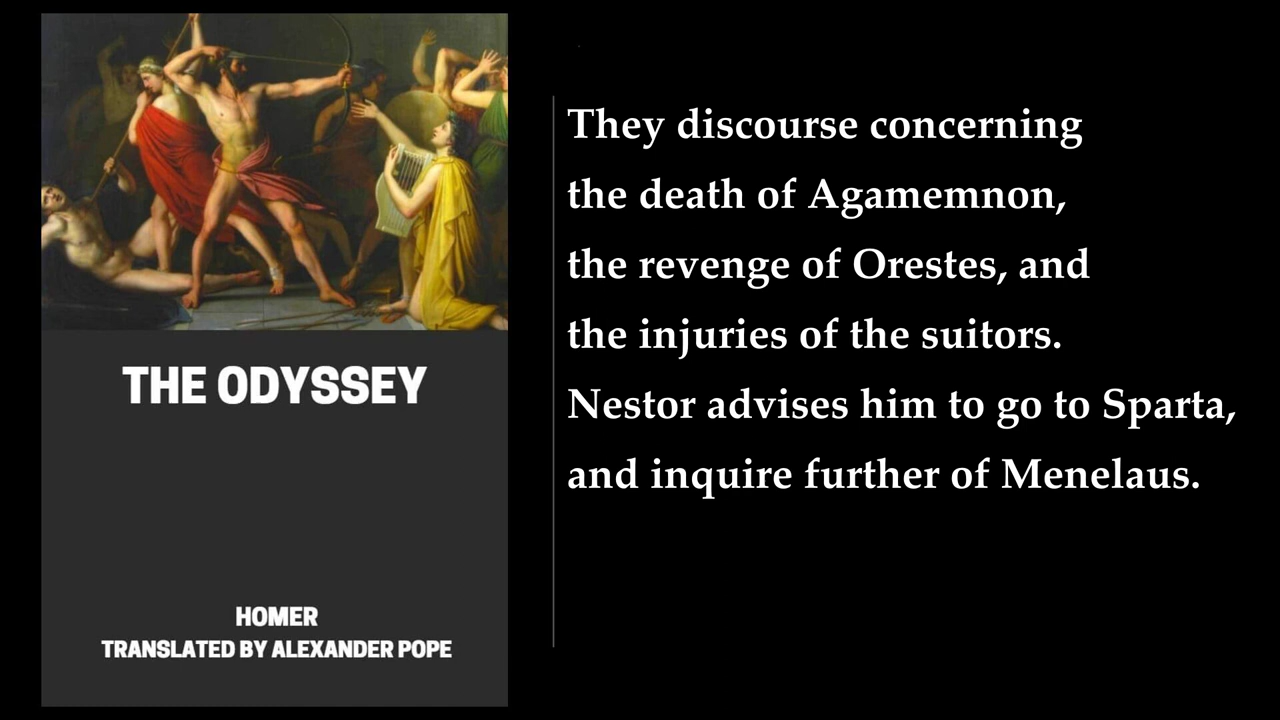 THE ODYSSEY
HOMER
TRANSLATED BY ALEXANDER POPE
They discourse concerning
the death of Agamemnon,
the revenge of Orestes, and
the injuries of the suitors.
Nestor advises him to go to Sparta,
and inquire further of Menelaus.